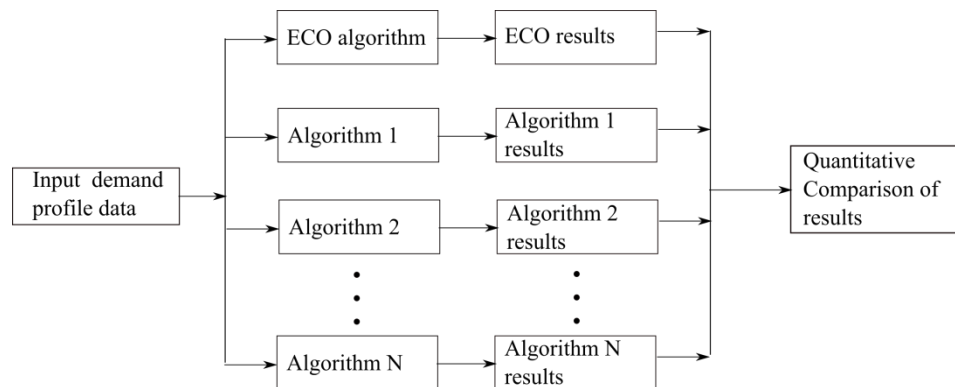 ECO algorithm
ECO results
Algorithm 1
Algorithm 1
results
Input demand
profile data
Quantitative
Comparison of
results
Algorithm 2
Algorithm 2
results
Algorithm N
Algorithm N
results